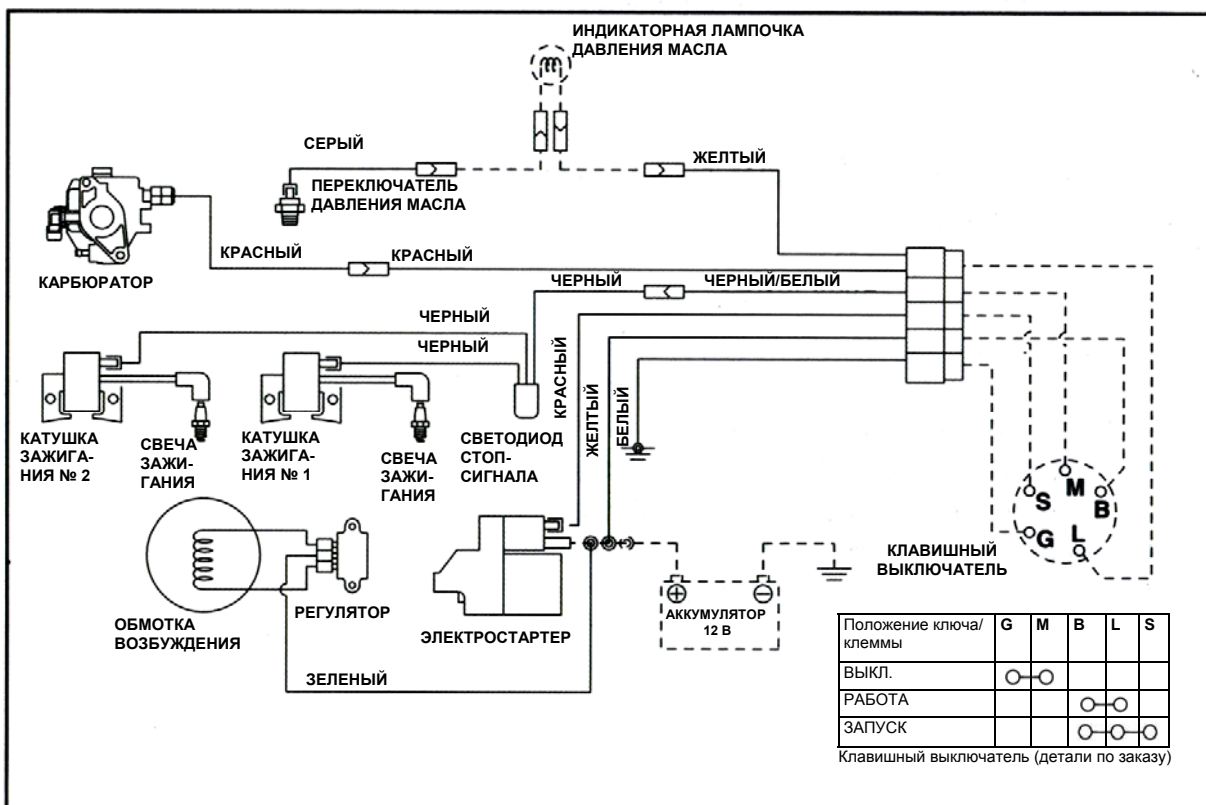 ИНДИКАТОРНАЯ ЛАМПОЧКА
ДАВЛЕНИЯ МАСЛА
СЕРЫЙ
ЖЕЛТЫЙ
ПЕРЕКЛЮЧАТЕЛЬ
ДАВЛЕНИЯ МАСЛА
КРАСНЫЙ
КРАСНЫЙ
КАРБЮРАТОР
ЧЕРНЫЙ
ЧЕРНЫЙ/БЕЛЫЙ
ЧЕРНЫЙ
ЧЕРНЫЙ
КРАСНЫЙ
ЖЕЛТЫЙ
БЕЛЫЙ
КАТУШКА
ЗАЖИГА-
НИЯ № 2
СВЕЧА
ЗАЖИ-
ГАНИЯ
КАТУШКА
ЗАЖИГА-
НИЯ № 1
СВЕЧА
ЗАЖИ-
ГАНИЯ
СВЕТОДИОД
СТОП-
СИГНАЛА
S
M
B
G
L
КЛАВИШНЫЙ
ВЫКЛЮЧАТЕЛЬ
ОБМОТКА
ВОЗБУЖДЕНИЯ
РЕГУЛЯТОР
ЭЛЕКТРОСТАРТЕР
АККУМУЛЯТОР
12 В
ЗЕЛЕНЫЙ
Положение ключа/ клеммы G M B L S
ВЫКЛ.
РАБОТА
ЗАПУСК
Клавишный выключатель (детали по заказу)